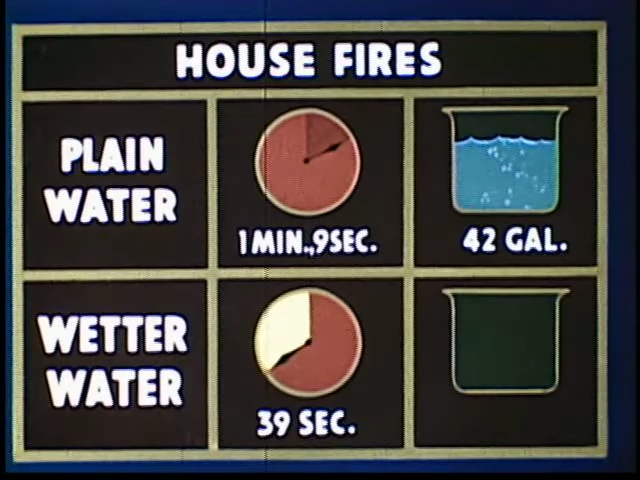 HOUSE FIRES
PLAIN
WATER
1 MIN., 9 SEC.
42 GAL.
WETTER
WATER
39 SEC.